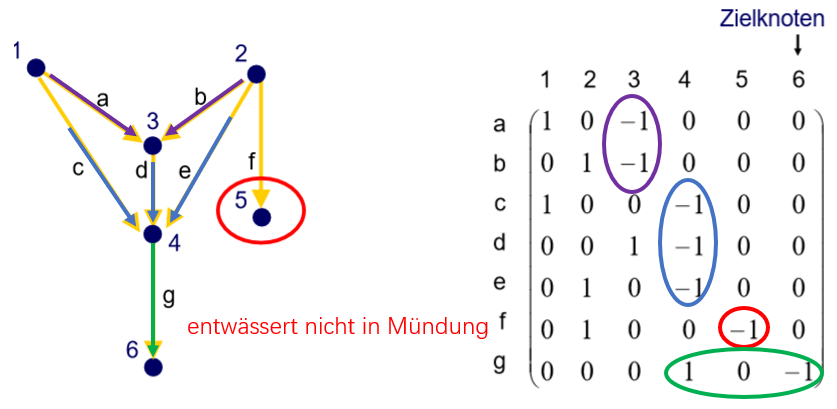 Zielknoten
1 2 3 4 5 6
a 1 0 –1 0 0 0
b 0 1 –1 0 0 0
c 1 0 0 –1 0 0
d 0 0 1 –1 0 0
e 0 1 0 –1 0 0
f 0 1 0 0 –1 0
g 0 0 0 1 0 –1
1
2
a
b
3
c
d
e
f
5
4
g
entwässert nicht in Mündung
6